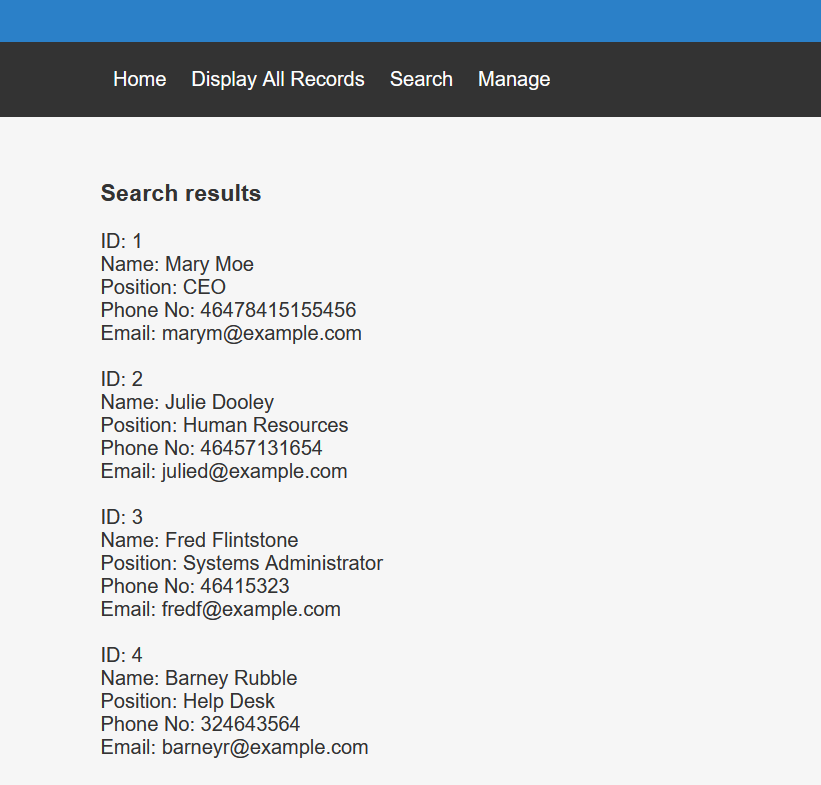 Home Display All Records Search Manage
Search results
ID: 1
Name: Mary Moe
Position: CEO
Phone No: 46478415155456
Email: marym@example.com
ID: 2
Name: Julie Dooley
Position: Human Resources
Phone No: 46457131654
Email: julied@example.com
ID: 3
Name: Fred Flintstone
Position: Systems Administrator
Phone No: 46415323
Email: fredf@example.com
ID: 4
Name: Barney Rubble
Position: Help Desk
Phone No: 324643564
Email: barneyr@example.com